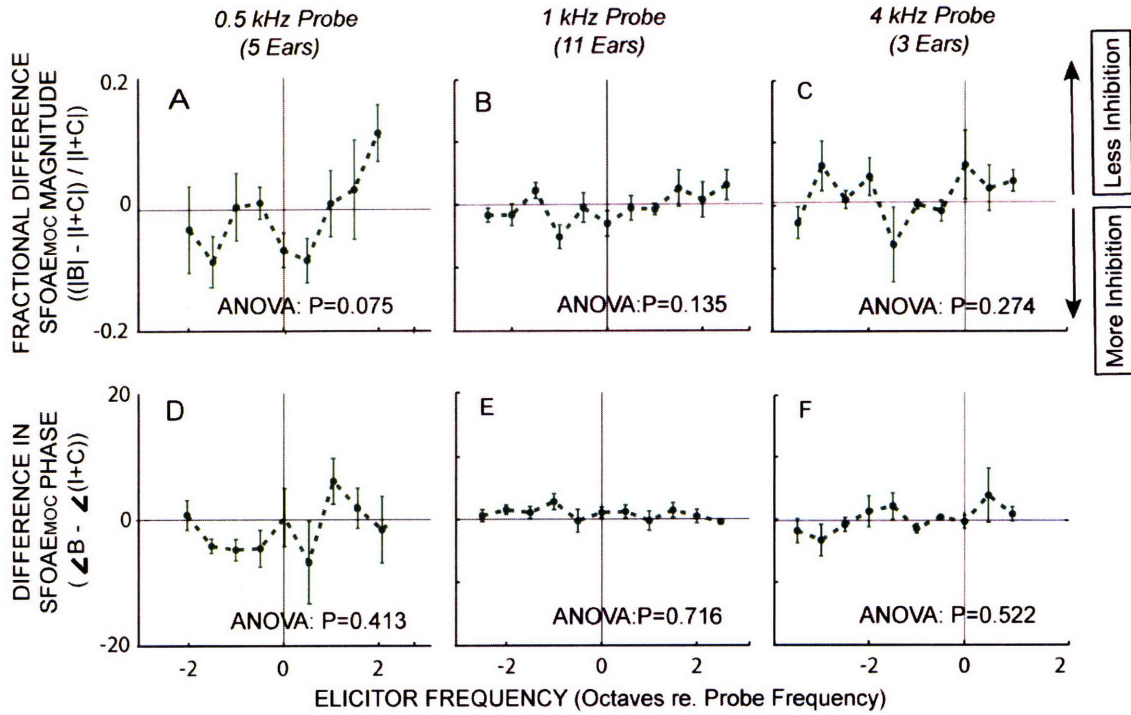 0.5 kHz Probe
(5 Ears)
1 kHz Probe
(11 Ears)
4 kHz Probe
(3 Ears)
FRACTIONAL DIFFERENCE
SFOAEMOC MAGNITUDE
((|B| - |I+C|) / |I+C|)
0.2
0
-0.2
A
ANOVA: P=0.075
B
ANOVA:P=0.135
C
ANOVA: P=0.274
Less Inhibition
More Inhibition
DIFFERENCE IN
SFOAEMOC PHASE
(∠B - ∠(I+C))
20
0
-20
D
ANOVA: P=0.413
E
ANOVA:P=0.716
F
ANOVA: P=0.522
-2 0 2
-2 0 2
-2 0 2
ELICITOR FREQUENCY (Octaves re. Probe Frequency)